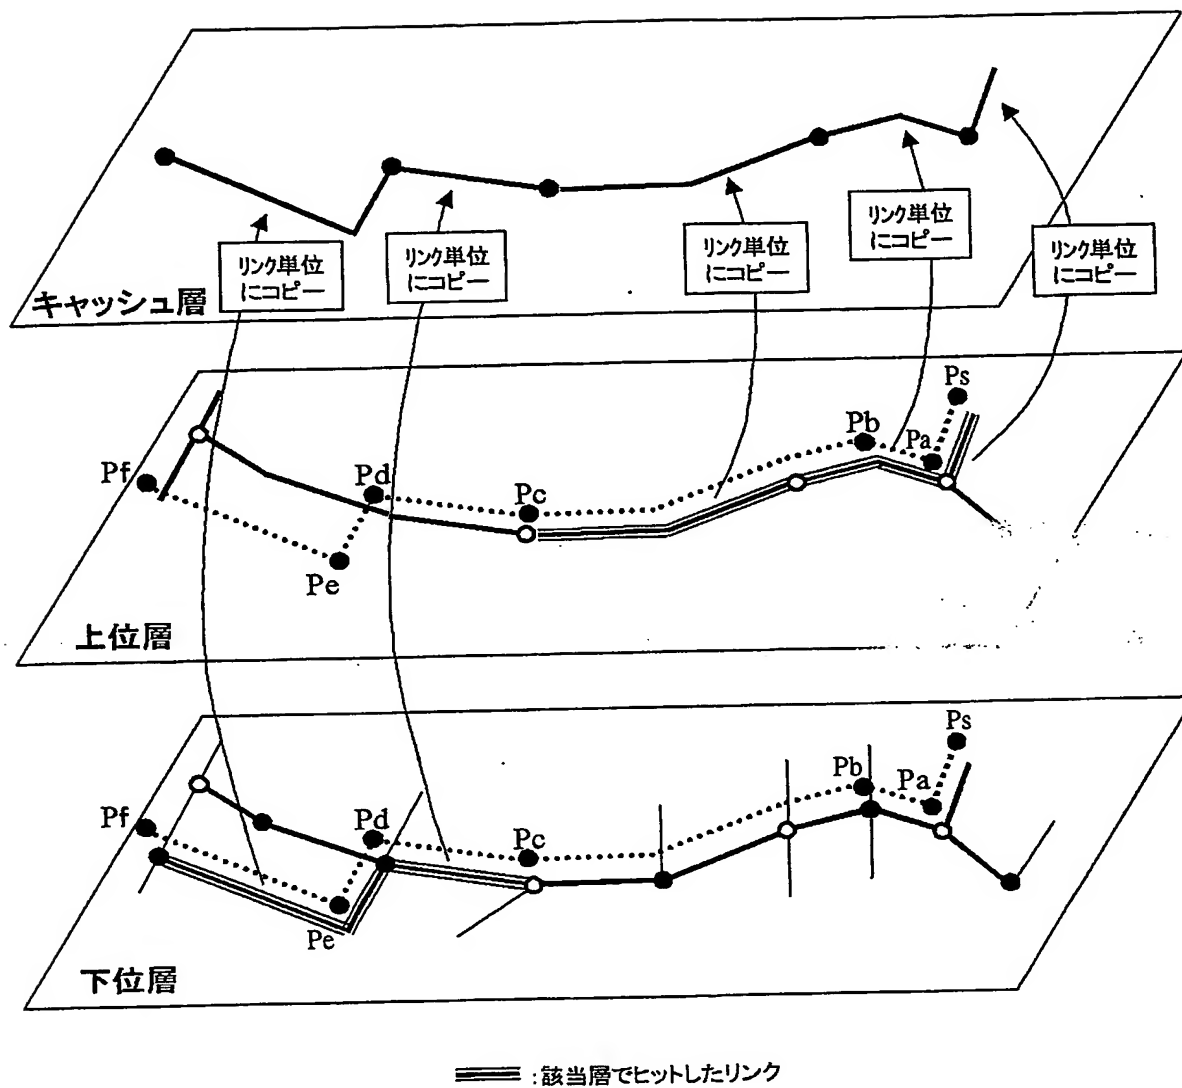 リンク単位
にコピー
リンク単位
にコピー
リンク単位
にコピー
リンク単位
にコピー
リンク単位
にコピー
キャッシュ層
Ps
Pb
Pa
Pf
Pd
Pc
Pe
上位層
Ps
Pb
Pa
Pf
Pd
Pc
Pe
下位層
:該当層でヒットしたリンク